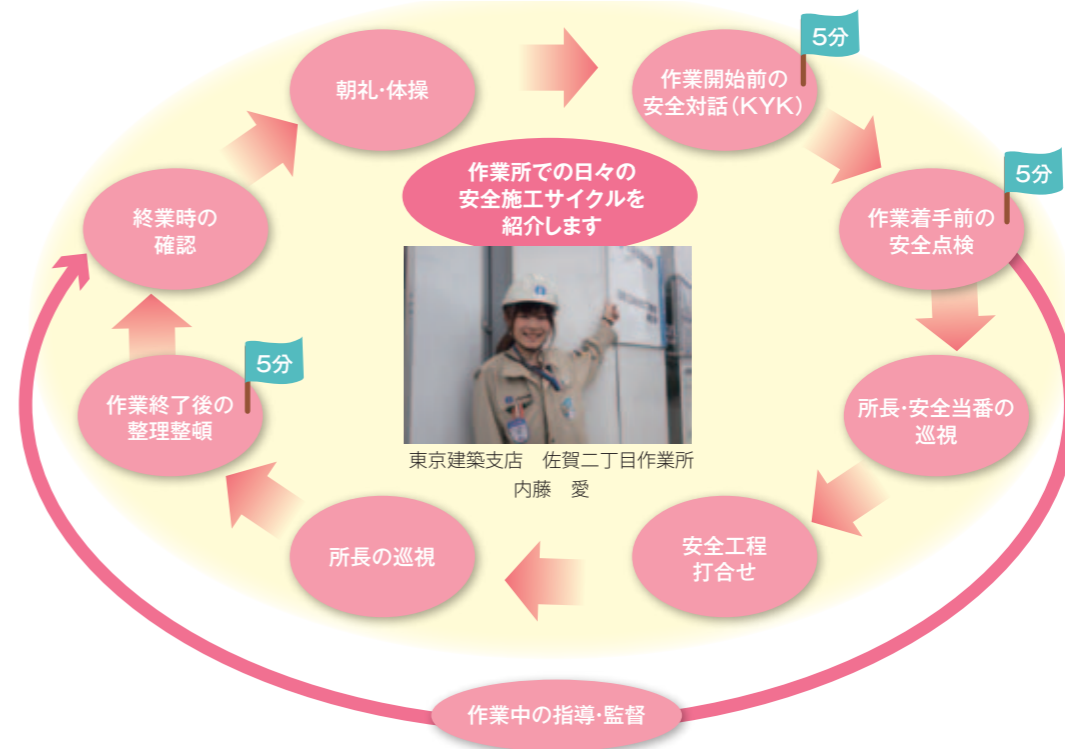 朝礼・体操
5分
作業開始前の
安全対話（KYK）
5分
作業着手前の
安全点検
所長・安全当番の
巡視
安全工程
打合せ
所長の巡視
5分
作業終了後の
整理整頓
終業時の
確認
作業中の指導・監督
作業所での日々の
安全施工サイクルを
紹介します
東京建築支店　佐賀二丁目作業所
内藤　愛